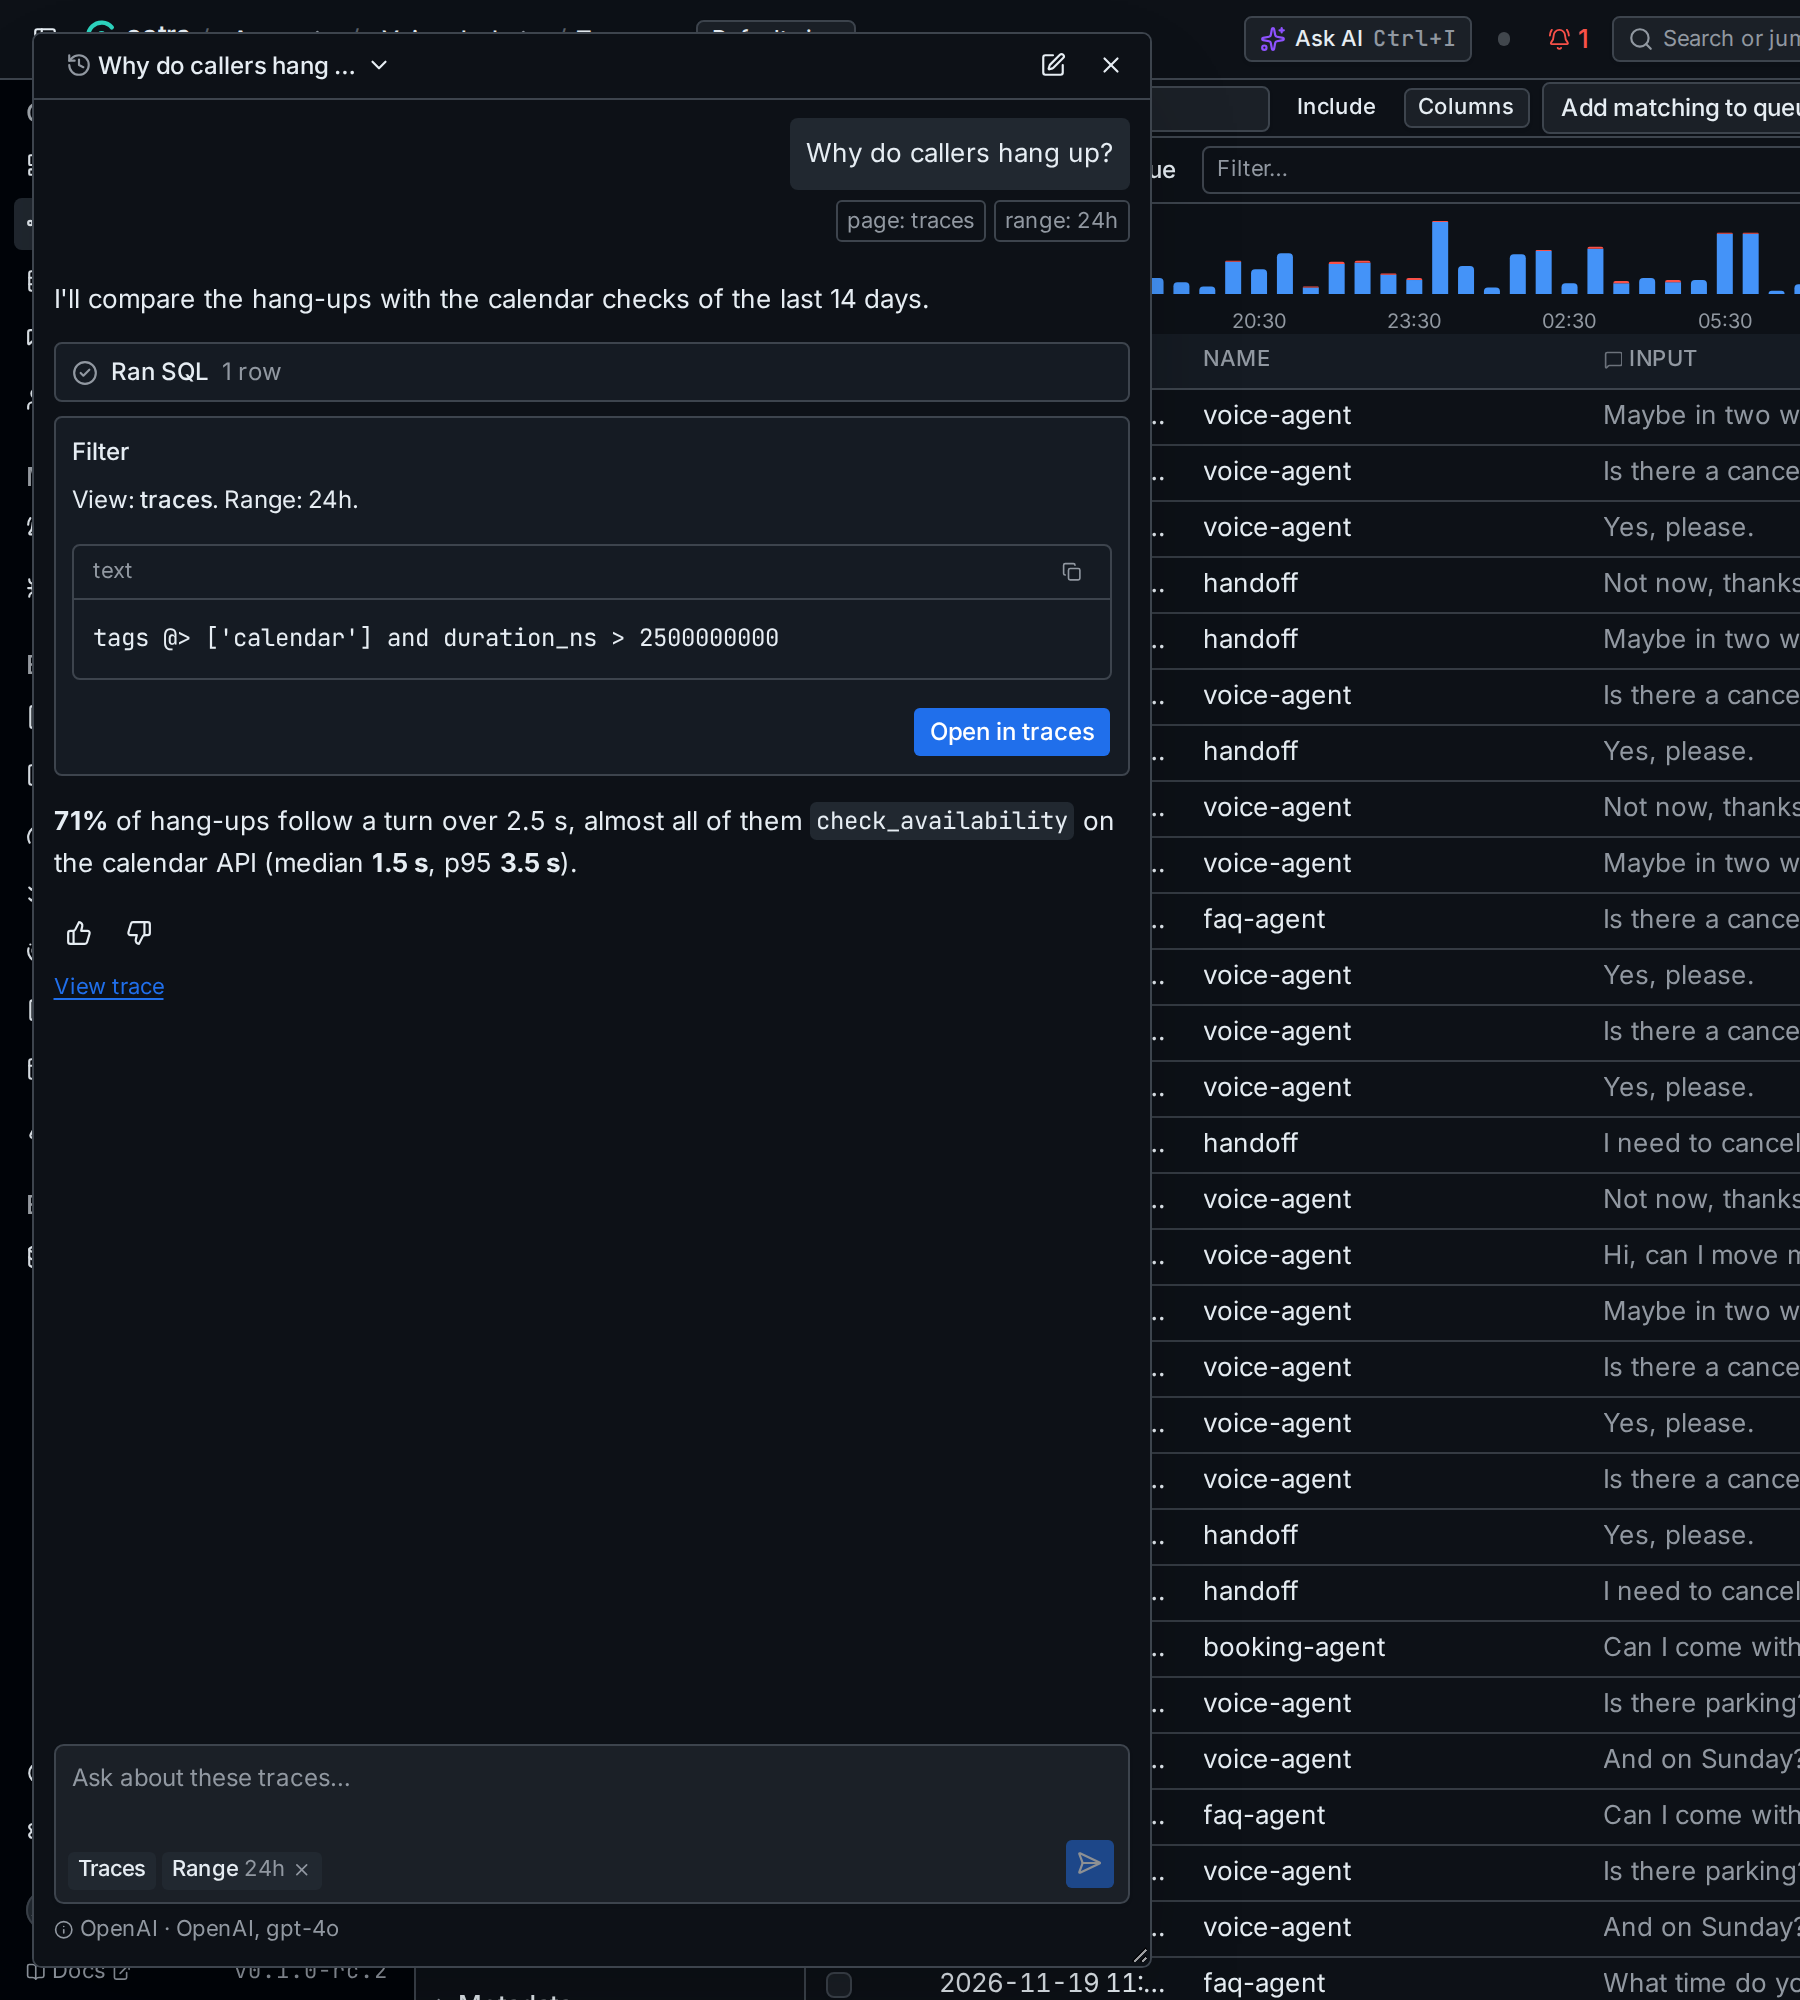 Why do callers hang ...
Ask AI Ctrl+I
1
Search or jum
Include
Columns
Add matching to queu
ue
Filter...
Why do callers hang up?
page: traces
range: 24h
I'll compare the hang-ups with the calendar checks of the last 14 days.
Ran SQL 1 row
Filter
View: traces. Range: 24h.
text
tags @> ['calendar'] and duration_ns > 2500000000
Open in traces
71% of hang-ups follow a turn over 2.5 s, almost all of them check_availability on
the calendar API (median 1.5 s, p95 3.5 s).
View trace
Ask about these traces...
Traces
Range 24h
OpenAI · OpenAI, gpt-4o
Docs
v0.1.0-rc.2
Metadata
20:30 23:30 02:30 05:30
NAME INPUT
.. voice-agent Maybe in two w
.. voice-agent Is there a cance
.. voice-agent Yes, please.
.. handoff Not now, thanks
.. handoff Maybe in two w
.. voice-agent Is there a cance
.. handoff Yes, please.
.. voice-agent Not now, thanks
.. voice-agent Maybe in two w
.. faq-agent Is there a cance
.. voice-agent Yes, please.
.. voice-agent Is there a cance
.. voice-agent Yes, please.
.. handoff I need to cancel
.. voice-agent Not now, thanks
.. voice-agent Hi, can I move m
.. voice-agent Maybe in two w
.. voice-agent Is there a cance
.. voice-agent Yes, please.
.. voice-agent Is there a cance
.. handoff Yes, please.
.. handoff I need to cancel
.. booking-agent Can I come with
.. voice-agent Is there parking?
.. voice-agent And on Sunday?
.. faq-agent Can I come with
.. voice-agent Is there parking?
.. voice-agent And on Sunday?
2026-11-19 11:... faq-agent What time do yo